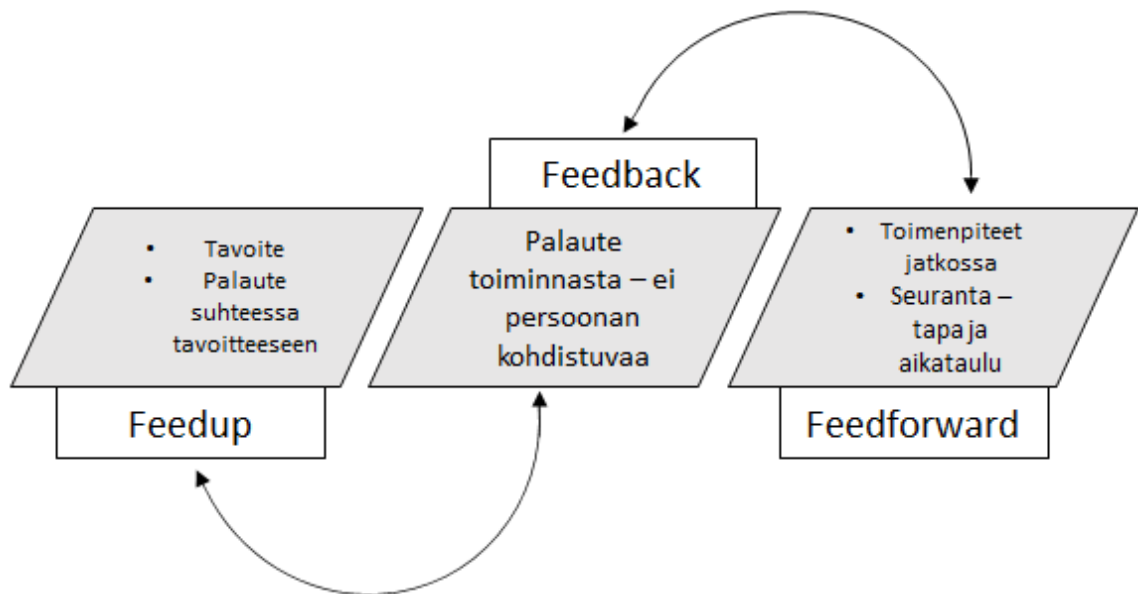 • Tavoite
• Palaute
suhteessa
tavoitteeseen
Feedup
Feedback
Palaute
toiminnasta – ei
persoonan
kohdistuvaa
• Toimenpiteet
jatkossa
• Seuranta –
tapa ja
aikataulu
Feedforward